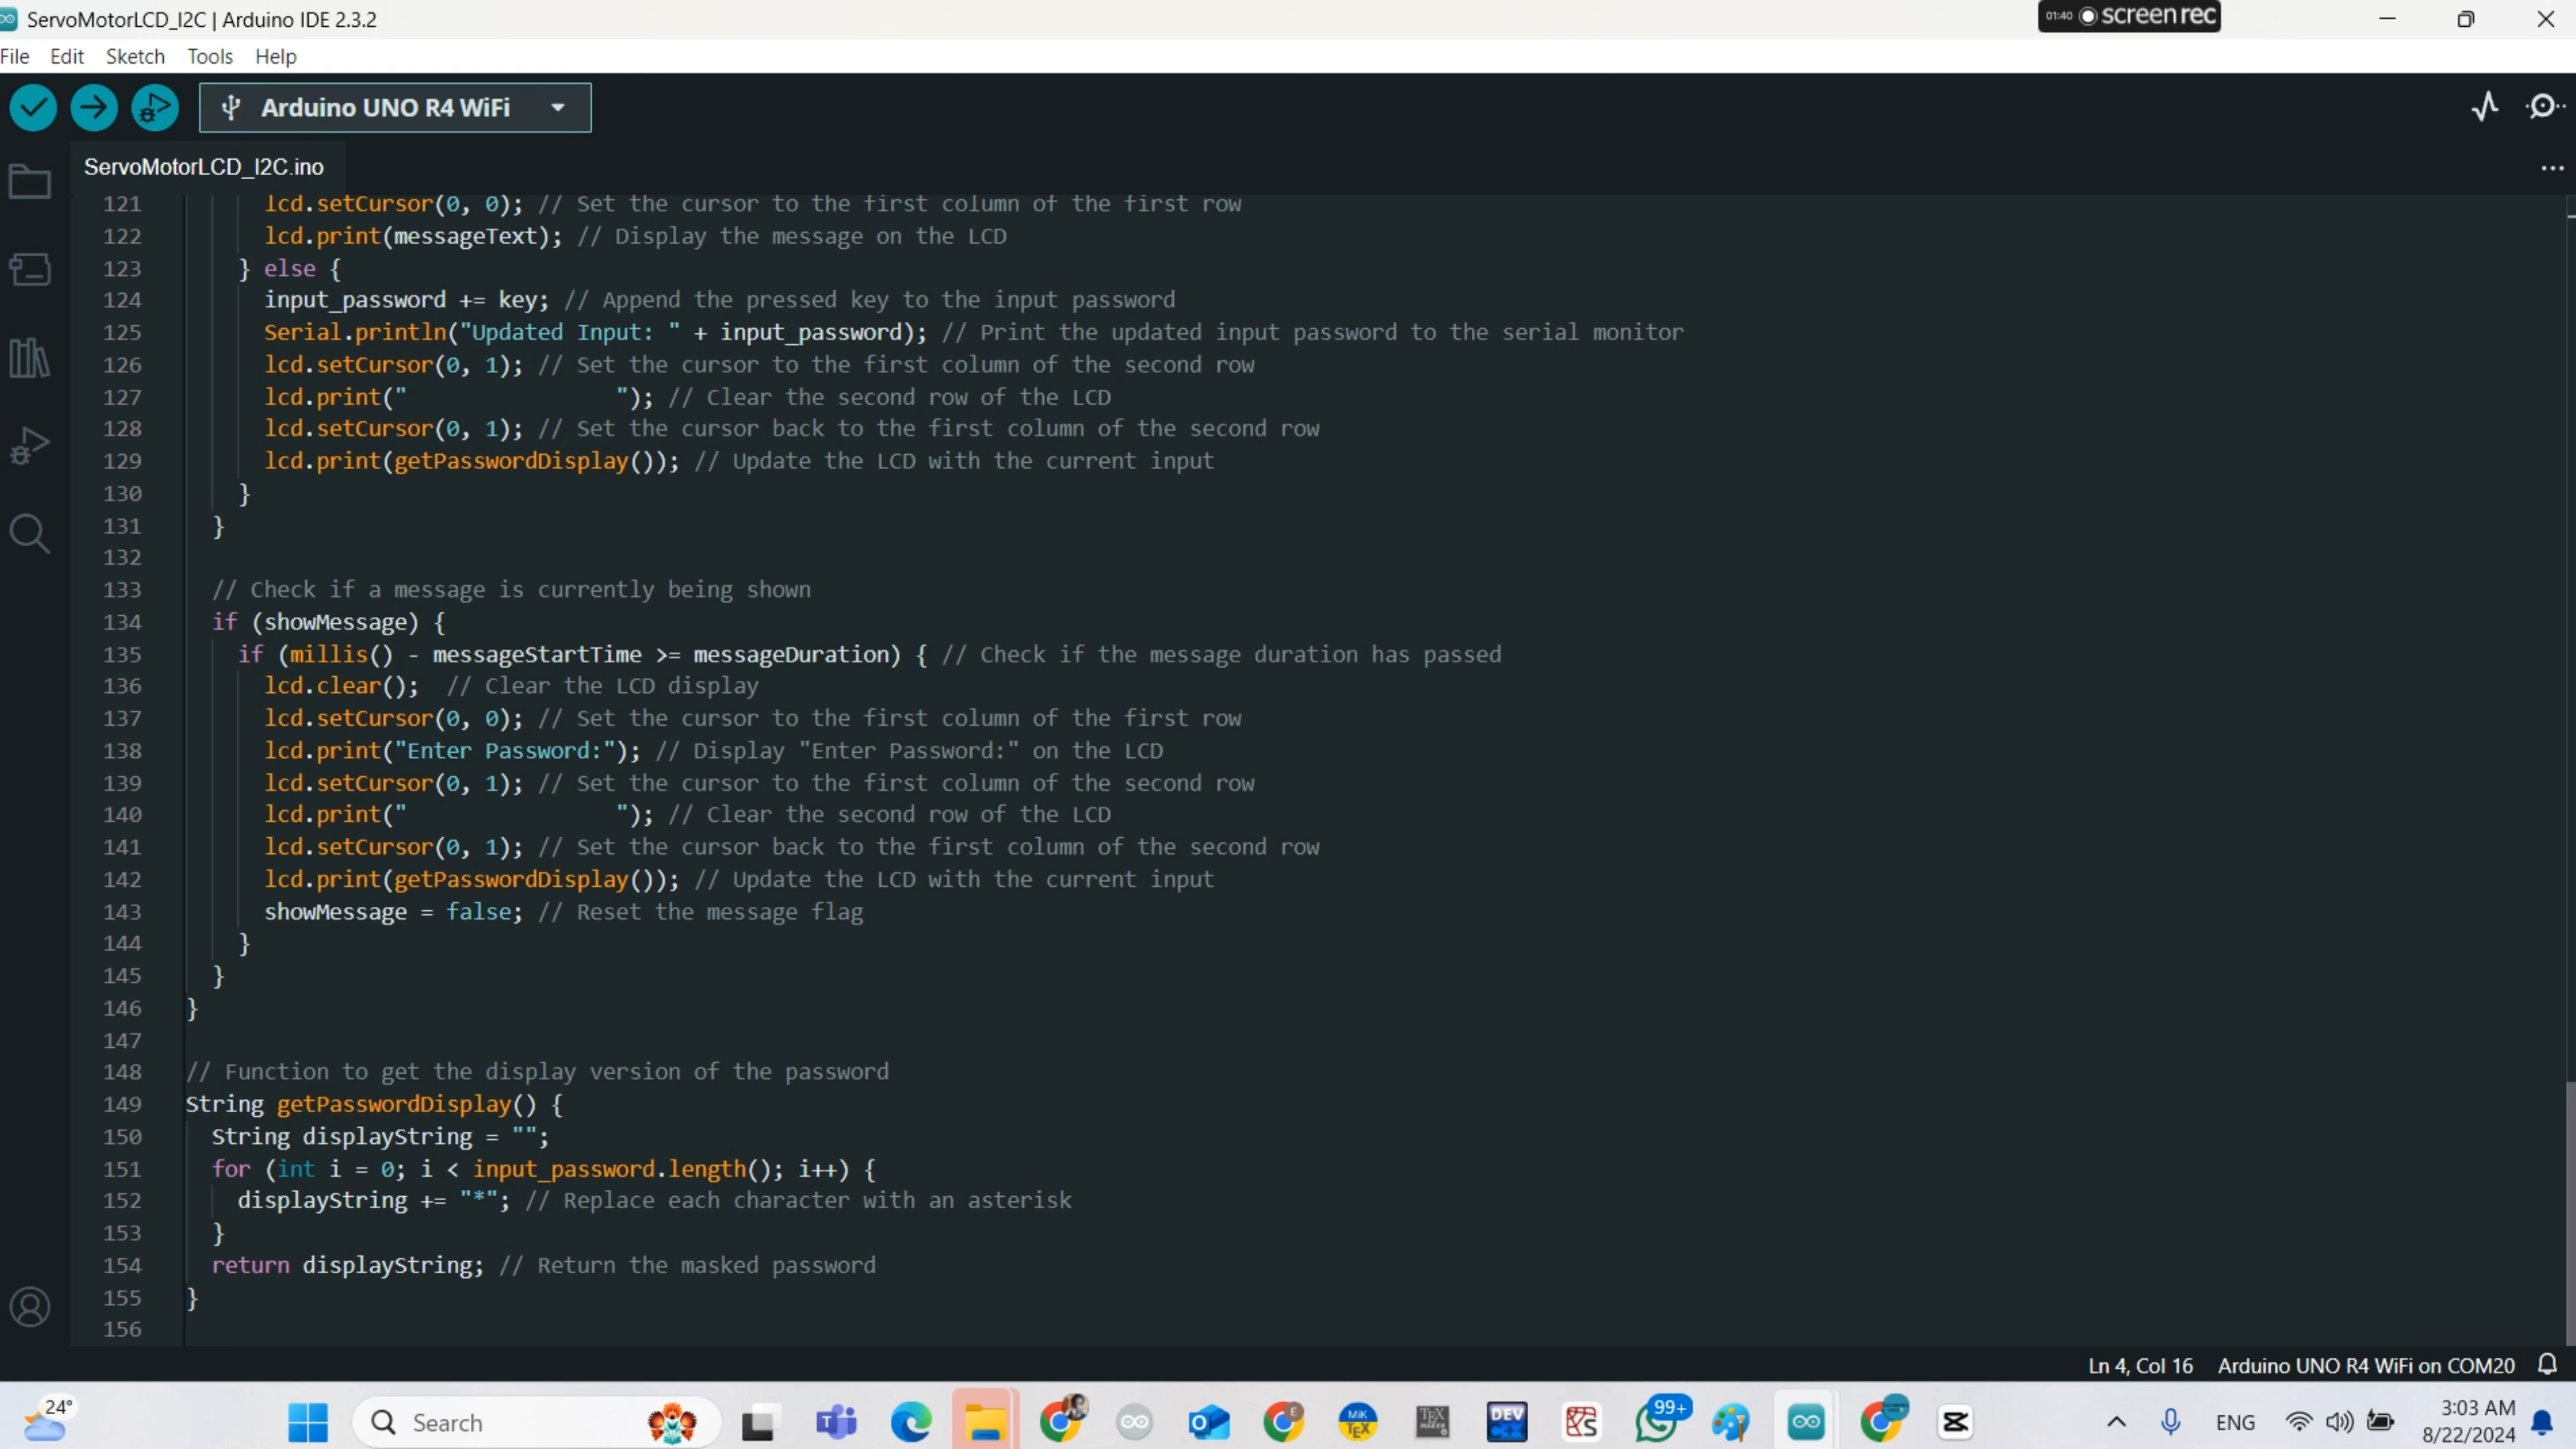 ServoMotorLCD_I2C | Arduino IDE 2.3.2
01:40 screenrec
File Edit Sketch Tools Help
Arduino UNO R4 WiFi
ServoMotorLCD_I2C.ino
121 lcd.setCursor(0, 0); // Set the cursor to the first column of the first row
122 lcd.print(messageText); // Display the message on the LCD
123 } else {
124 input_password += key; // Append the pressed key to the input password
125 Serial.println("Updated Input: " + input_password); // Print the updated input password to the serial monitor
126 lcd.setCursor(0, 1); // Set the cursor to the first column of the second row
127 lcd.print("                "); // Clear the second row of the LCD
128 lcd.setCursor(0, 1); // Set the cursor back to the first column of the second row
129 lcd.print(getPasswordDisplay()); // Update the LCD with the current input
130 }
131 }
132
133 // Check if a message is currently being shown
134 if (showMessage) {
135 if (millis() - messageStartTime >= messageDuration) { // Check if the message duration has passed
136 lcd.clear();  // Clear the LCD display
137 lcd.setCursor(0, 0); // Set the cursor to the first column of the first row
138 lcd.print("Enter Password:"); // Display "Enter Password:" on the LCD
139 lcd.setCursor(0, 1); // Set the cursor to the first column of the second row
140 lcd.print("                "); // Clear the second row of the LCD
141 lcd.setCursor(0, 1); // Set the cursor back to the first column of the second row
142 lcd.print(getPasswordDisplay()); // Update the LCD with the current input
143 showMessage = false; // Reset the message flag
144 }
145 }
146 }
147
148 // Function to get the display version of the password
149 String getPasswordDisplay() {
150 String displayString = "";
151 for (int i = 0; i < input_password.length(); i++) {
152 displayString += "*"; // Replace each character with an asterisk
153 }
154 return displayString; // Return the masked password
155 }
156
Ln 4, Col 16 Arduino UNO R4 WiFi on COM20
24° Search 99+ ENG 3:03 AM
8/22/2024